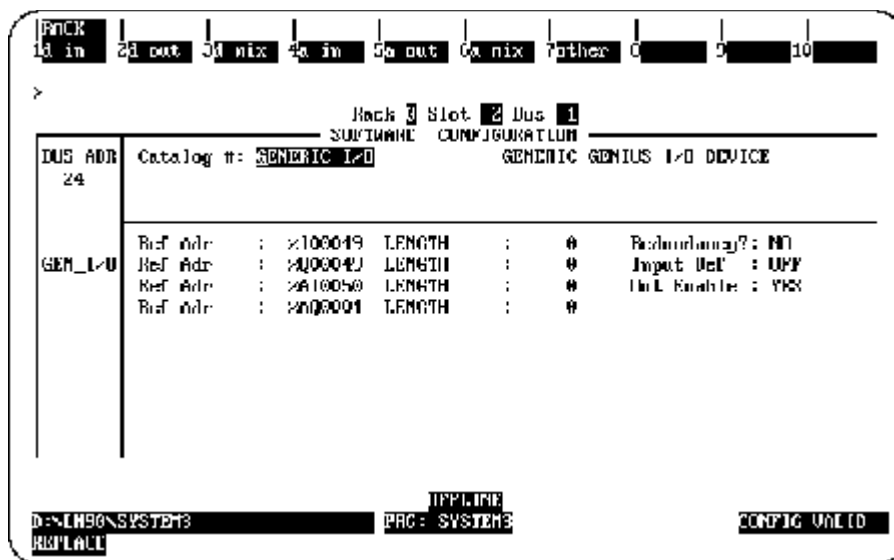 RACK
1d in 2d out 3d mix 4a in 5a out 6a mix 7other 8 9 10
>
Rack Slot 2 Bus 1
SOFTWARE CONFIGURATION
BUS ADR Catalog #: GENERIC I/O GENERIC GENIUS I/O DEVICE
24
Ref Adr : %I00049 LENGTH : 0 Redundancy?: NO
GEN_I/O Ref Adr : %Q00049 LENGTH : 0 Input Def : OFF
Ref Adr : %AI0050 LENGTH : 0 Out Enable : YES
Ref Adr : %AQ0001 LENGTH : 0
OFFLINE
D:\LM90\SYSTEM3 PRG: SYSTEM3 CONFIG VALID
REPLACE